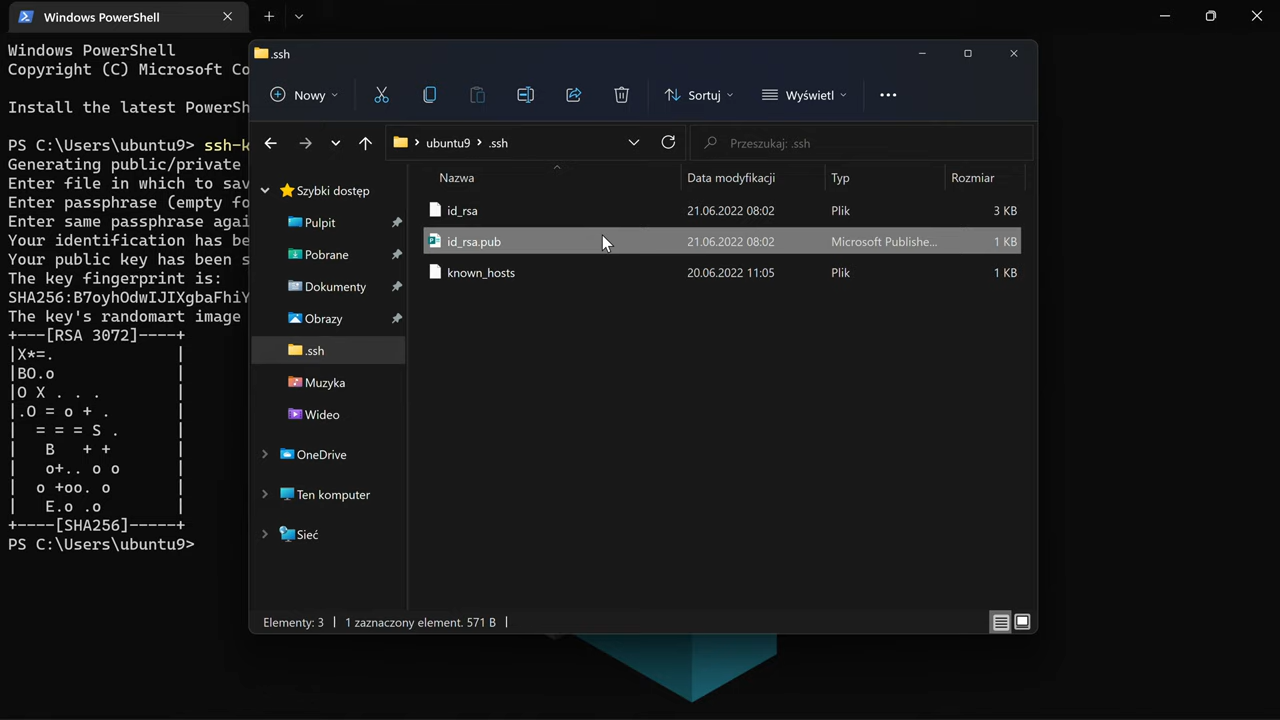 Windows PowerShell
Windows PowerShell
Copyright (C) Microsoft Co
Install the latest PowerSh
PS C:\Users\ubuntu9> ssh-k
Generating public/private
Enter file in which to sav
Enter passphrase (empty fo
Enter same passphrase agai
Your identification has be
Your public key has been s
The key fingerprint is:
SHA256:B7oyhOdwIJIXgbaFhiY
The key's randomart image
+---[RSA 3072]----+
|X*=.             |
|BO.o             |
|O X . . .        |
|.O = o + .       |
|  = = = S .      |
|   B   + +       |
|   o+.. o o      |
|  o +oo. o       |
|   E.o .o        |
+----[SHA256]-----+
PS C:\Users\ubuntu9>
.ssh
Nowy
Sortuj
Wyświetl
ubuntu9 > .ssh
Przeszukaj: .ssh
Szybki dostęp
Pulpit
Pobrane
Dokumenty
Obrazy
.ssh
Muzyka
Wideo
OneDrive
Ten komputer
Sieć
Nazwa Data modyfikacji Typ Rozmiar
id_rsa 21.06.2022 08:02 Plik 3 KB
id_rsa.pub 21.06.2022 08:02 Microsoft Publishe... 1 KB
known_hosts 20.06.2022 11:05 Plik 1 KB
Elementy: 3 | 1 zaznaczony element. 571 B |